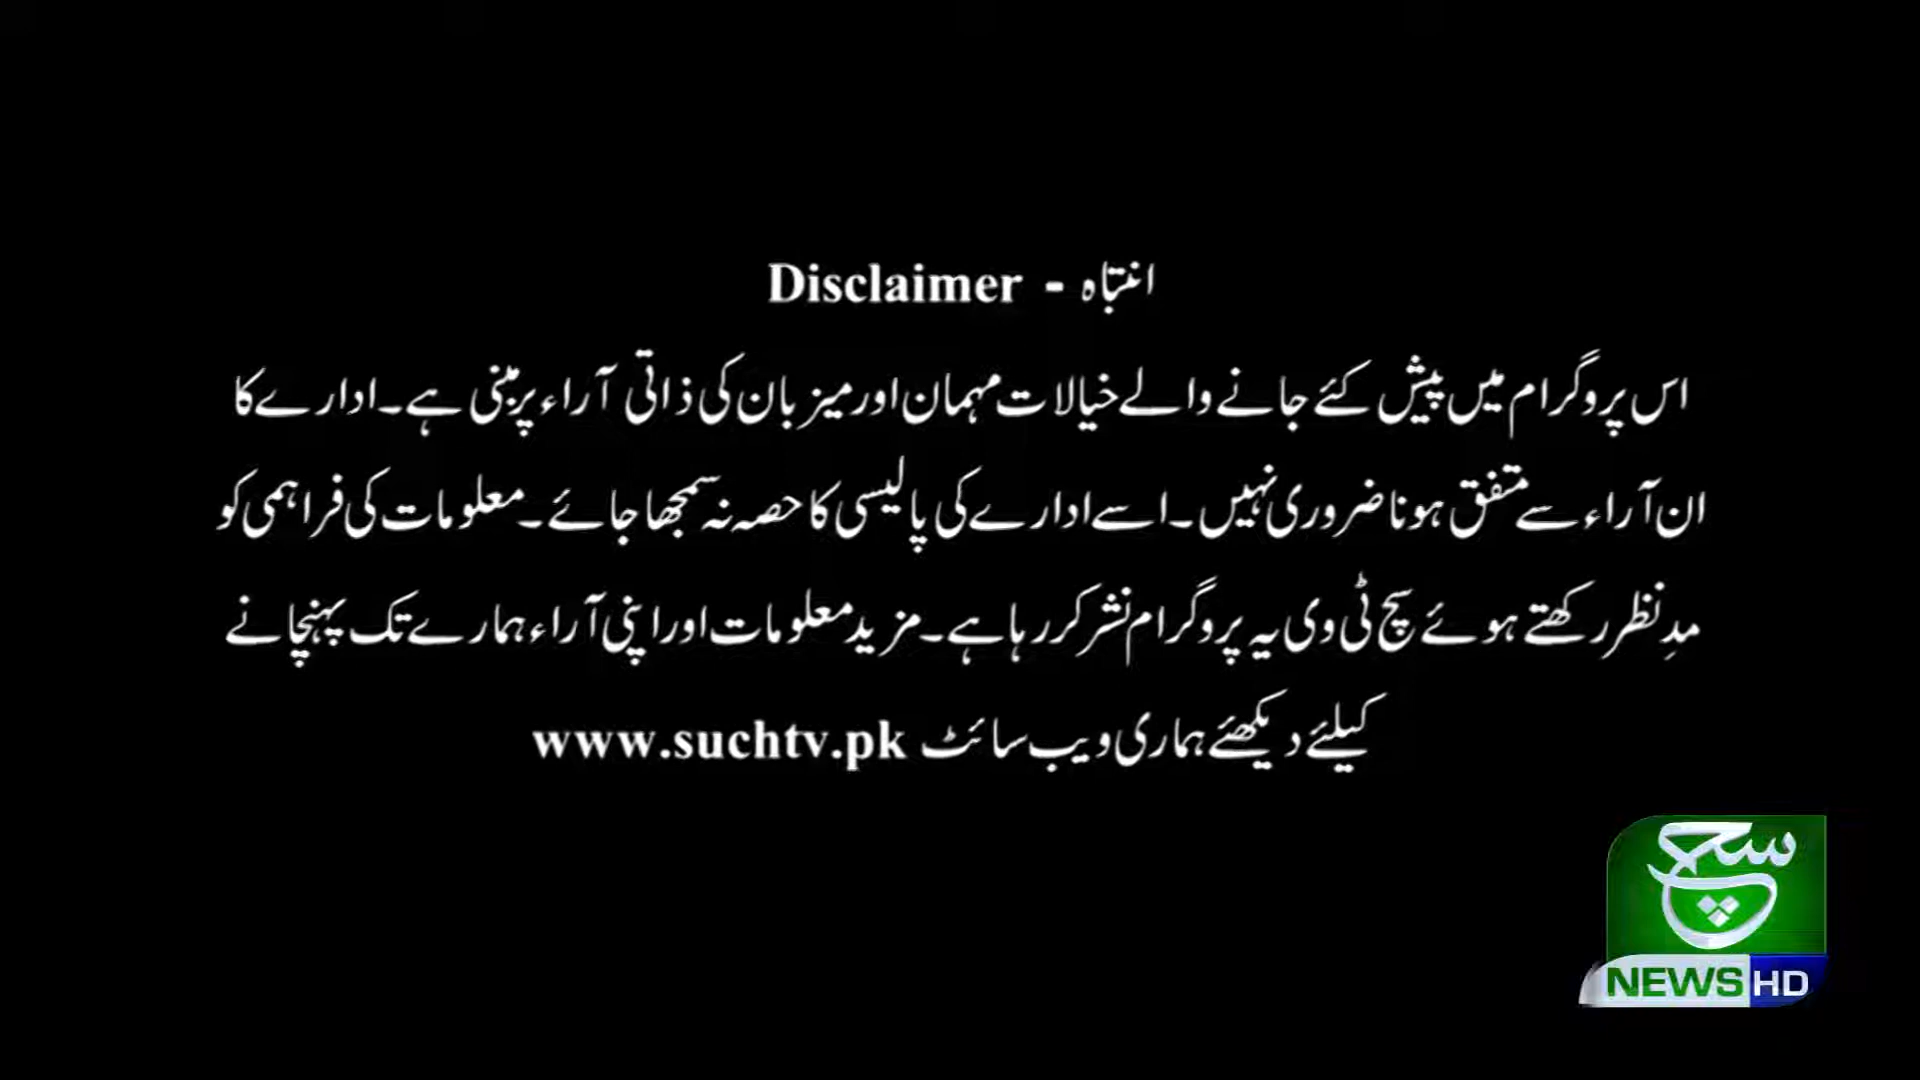 انتباہ - Disclaimer
اس پروگرام میں پیش کئے جانے والے خیالات مہمان اور میزبان کی ذاتی آراء پر مبنی ہے۔ ادارے کا
ان آراء سے متفق ہونا ضروری نہیں۔ اسے ادارے کی پالیسی کا حصہ نہ سمجھا جائے۔ معلومات کی فراہمی کو
مدِ نظر رکھتے ہوئے سچ ٹی وی یہ پروگرام نشر کر رہا ہے۔ مزید معلومات اور اپنی آراء ہمارے تک پہنچانے
کیلئے دیکھئے ہماری ویب سائٹ www.suchtv.pk
سچ
NEWS HD